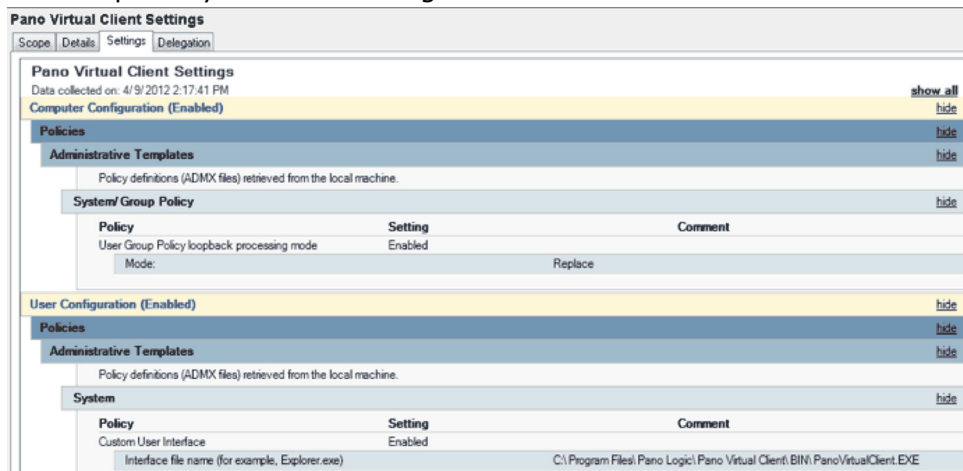 Pano Virtual Client Settings
Scope Details Settings Delegation
Pano Virtual Client Settings
Data collected on: 4/9/2012 2:17:41 PM show all
Computer Configuration (Enabled) hide
Policies hide
Administrative Templates hide
Policy definitions (ADMX files) retrieved from the local machine.
System/Group Policy hide
Policy Setting Comment
User Group Policy loopback processing mode Enabled
Mode: Replace
User Configuration (Enabled) hide
Policies hide
Administrative Templates hide
Policy definitions (ADMX files) retrieved from the local machine.
System hide
Policy Setting Comment
Custom User Interface Enabled
Interface file name (for example, Explorer.exe) C:\Program Files\Pano Logic\Pano Virtual Client\BIN\PanoVirtualClient.EXE